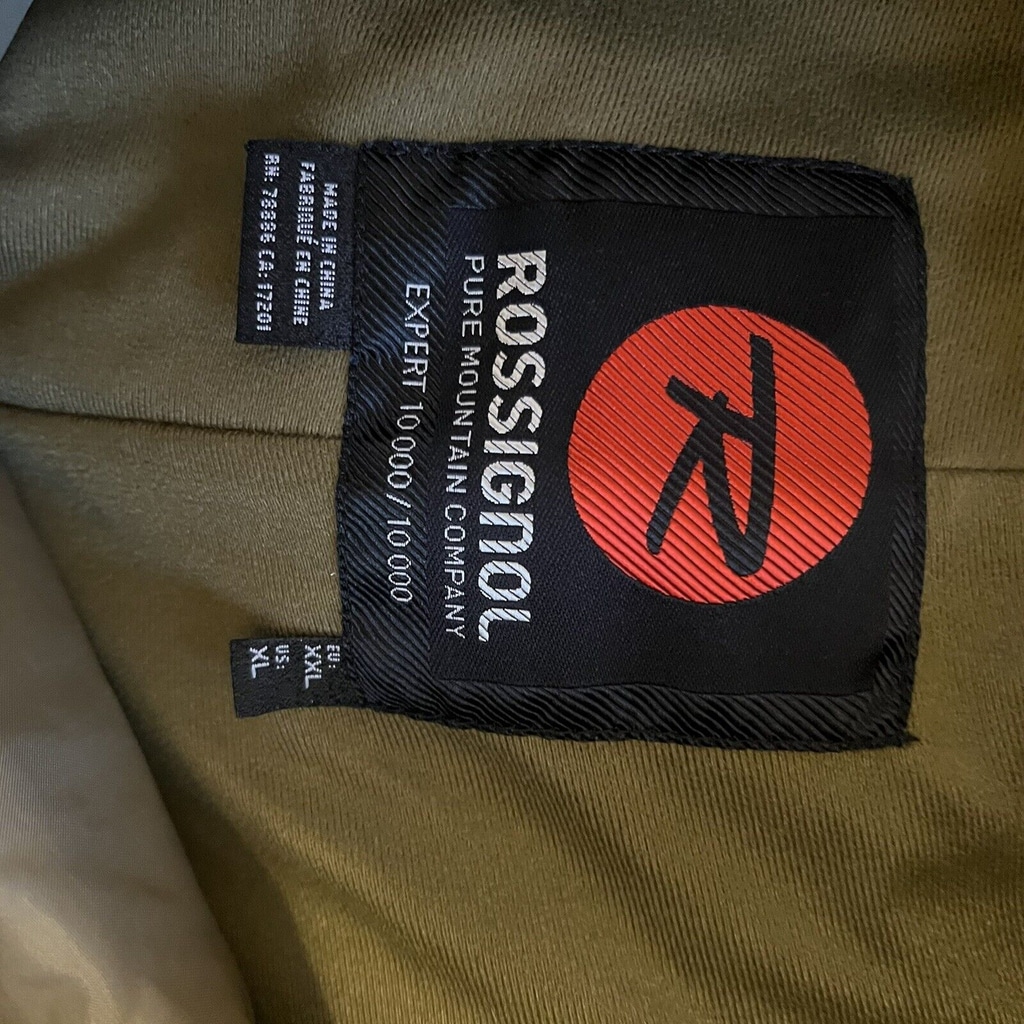 R
ROSSIGNOL
PURE MOUNTAIN COMPANY
EXPERT 10 000 / 10 000
MADE IN CHINA
FABRIQUÉ EN CHINE
RN: 78886 CA: 17201
EU:
XXL
US:
XL